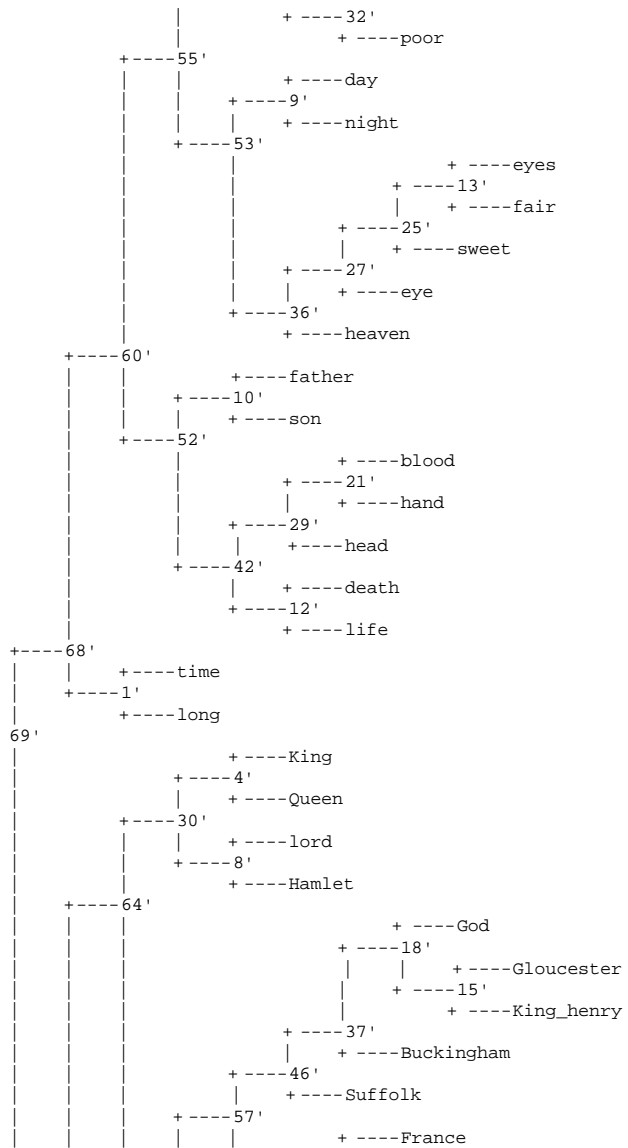 |                  + ----32'
|                       + ----poor
+ ----55'
|    |         + ----day
|    |    + ----9'
|    |    |    + ----night
|    + ----53'
|         |                   + ----eyes
|         |              + ----13'
|         |              |    + ----fair
|         |         + ----25'
|         |         |    + ----sweet
|         |    + ----27'
|         |    |    + ----eye
|         + ----36'
|              + ----heaven
+ ----60'
|    |         + ----father
|    |    + ----10'
|    |    |    + ----son
|    + ----52'
|         |              + ----blood
|         |         + ----21'
|         |         |    + ----hand
|         |    + ----29'
|         |    |    +----head
|         + ----42'
|              |    + ----death
|              + ----12'
|                   + ----life
+----68'
|    |    +----time
|    +----1'
|         +----long
69'
|                   + ----King
|              + ----4'
|              |    + ----Queen
|         + ----30'
|         |    |    + ----lord
|         |    + ----8'
|         |         + ----Hamlet
|    + ----64'
|    |    |                        + ----God
|    |    |                   + ----18'
|    |    |                   |    |    + ----Gloucester
|    |    |                   |    + ----15'
|    |    |                   |         + ----King_henry
|    |    |              + ----37'
|    |    |              |    + ----Buckingham
|    |    |         + ----46'
|    |    |         |    +----Suffolk
|    |    |    + ----57'
|    |    |    |    |         + ----France